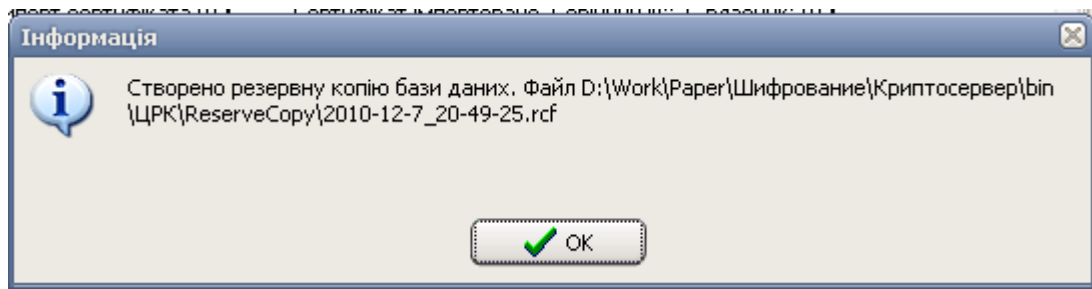 Інформація
Створено резервну копію бази даних. Файл D:\Work\Paper\Шифрование\Криптосервер\bin
\ЦРК\ReserveCopy\2010-12-7_20-49-25.rcf
OK